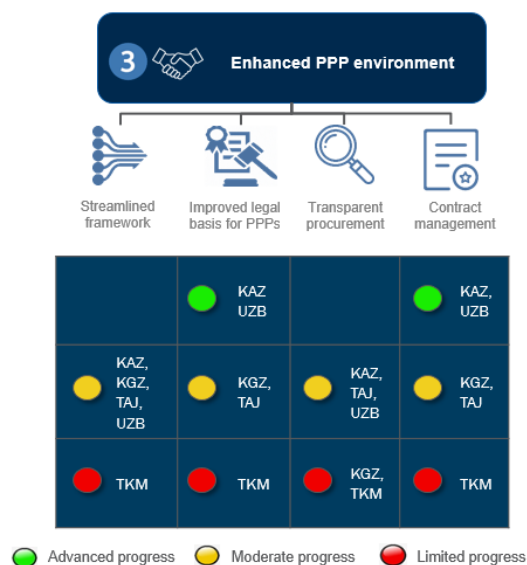 3 Enhanced PPP environment
Streamlined
framework
Improved legal
basis for PPPs
Transparent
procurement
Contract
management
KAZ
UZB
KAZ,
UZB
KAZ,
KGZ,
TAJ,
UZB
KGZ,
TAJ
KAZ,
TAJ,
UZB
KGZ,
TAJ
TKM
TKM
KGZ,
TKM
TKM
Advanced progress
Moderate progress
Limited progress